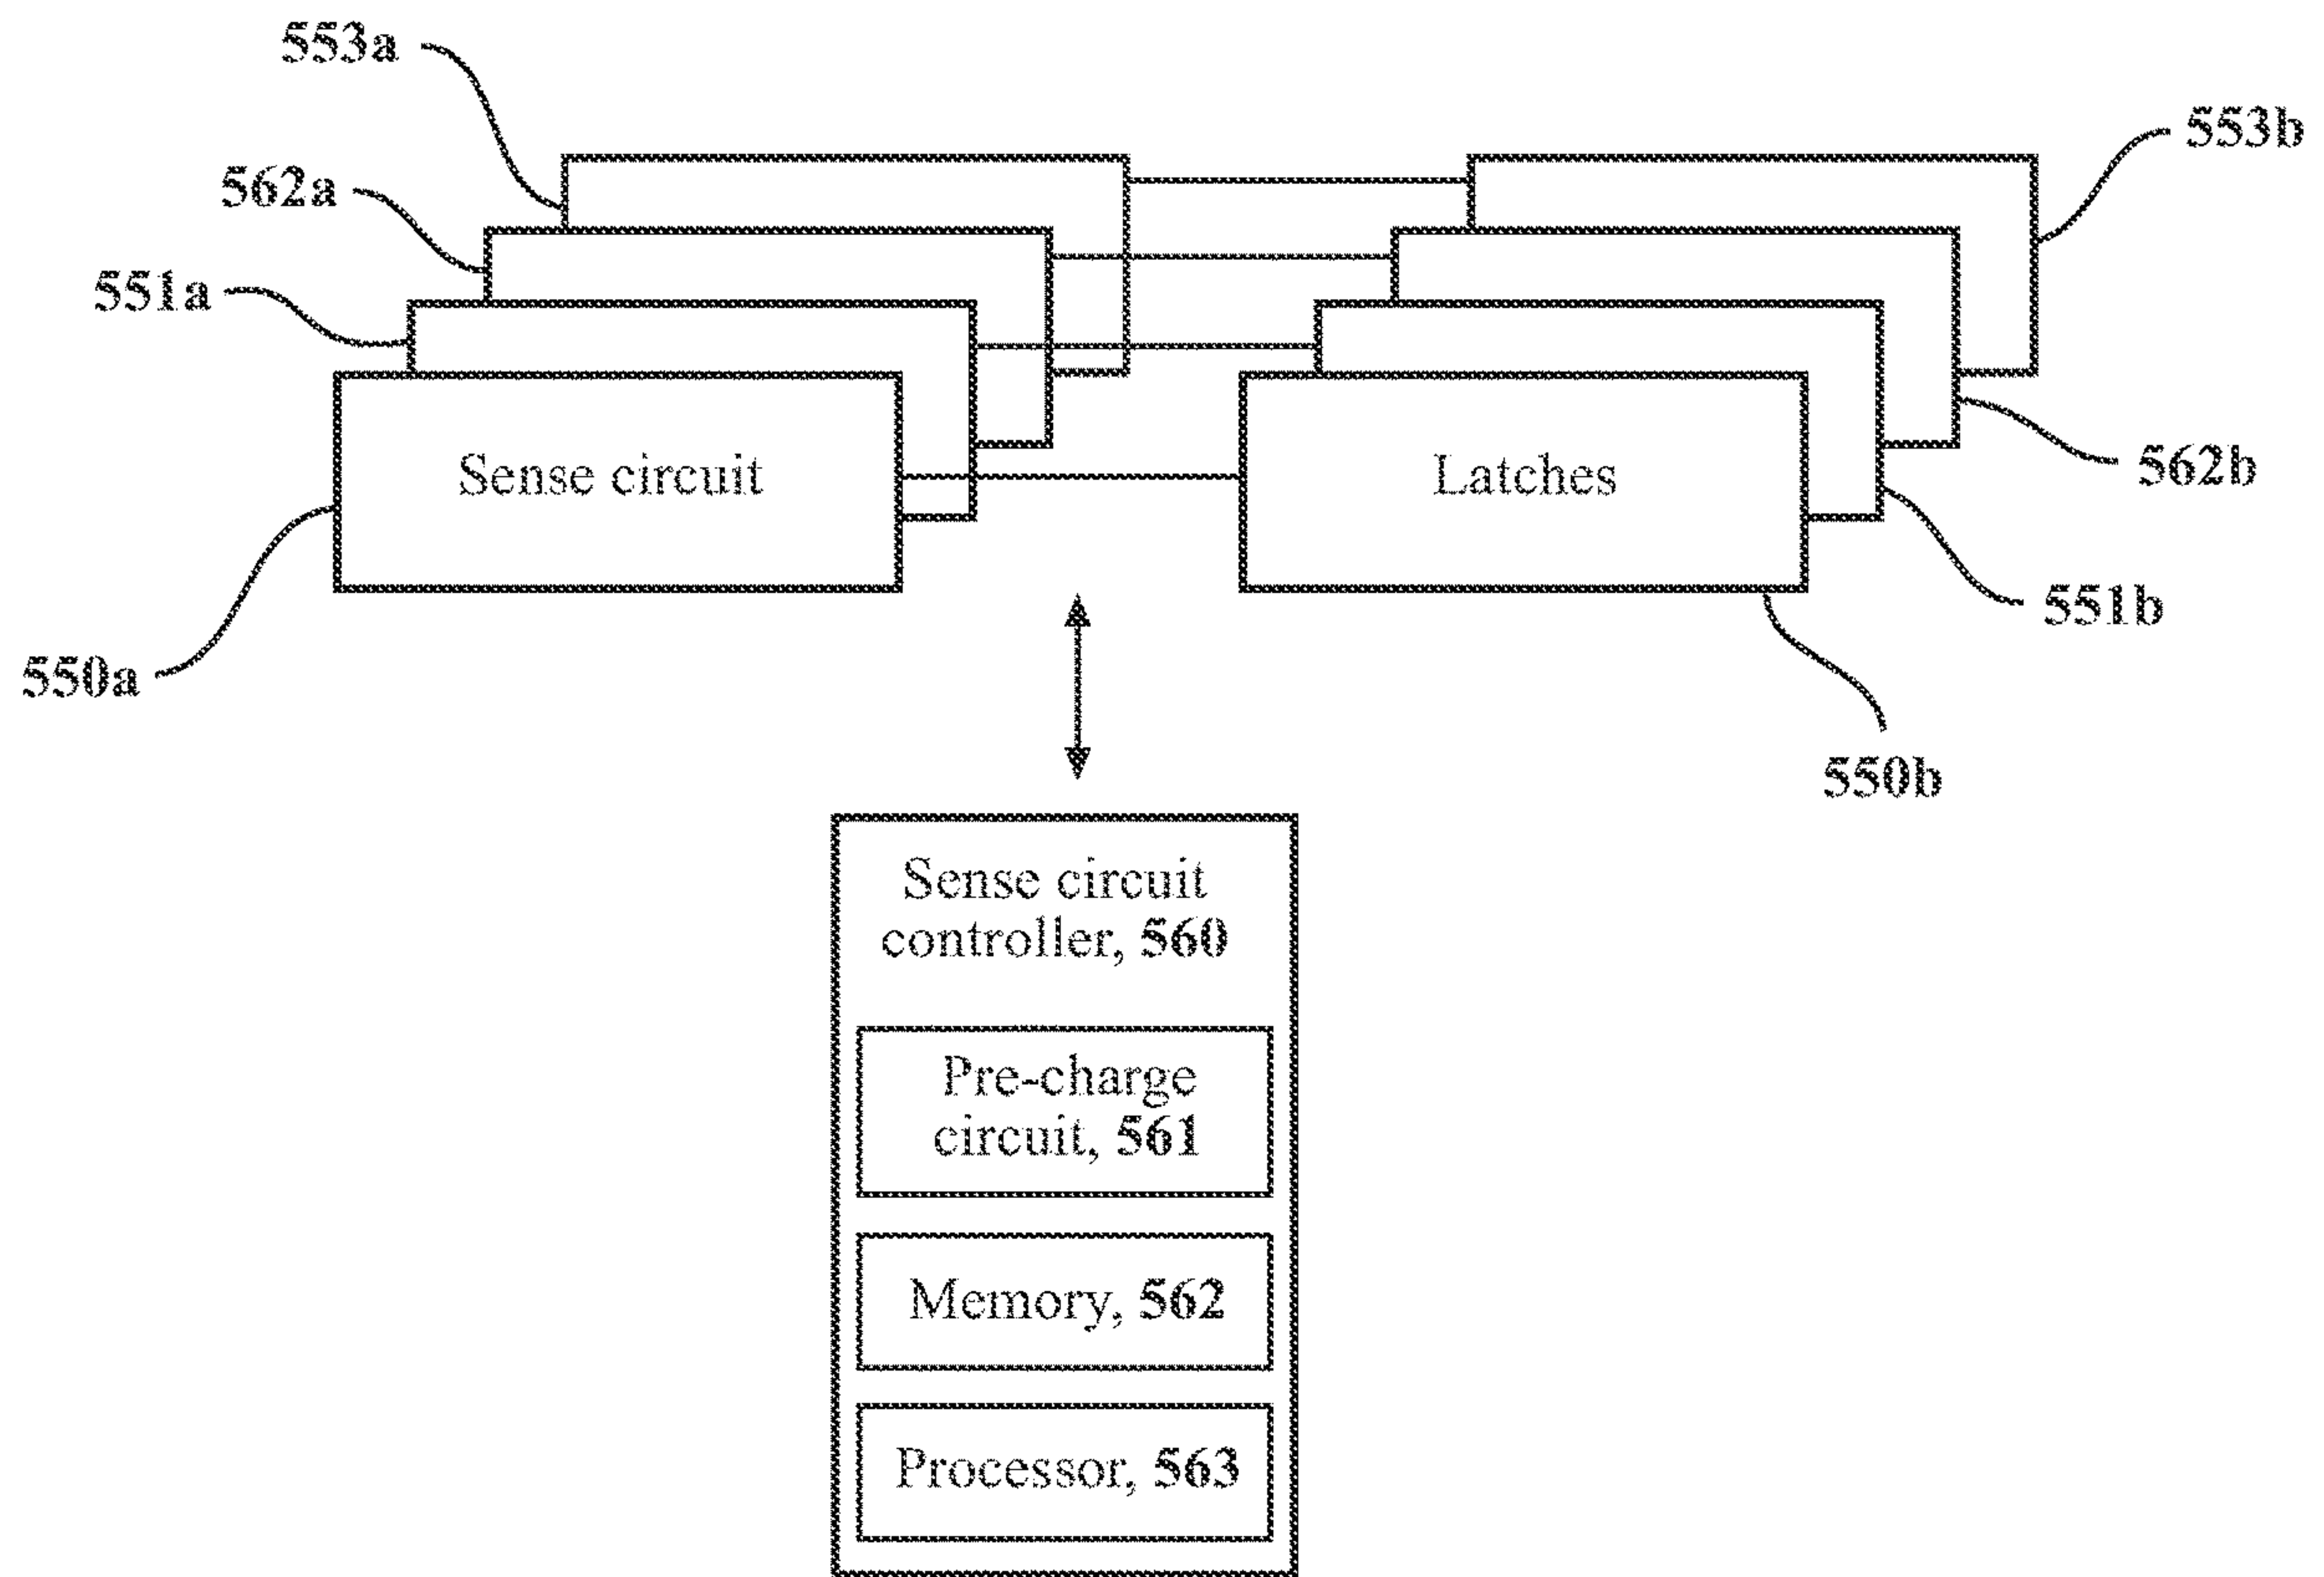 553a
553b
562a
551a
Sense circuit
Latches
562b
551b
550a
550b
Sense circuit
controller, 560
Pre-charge
circuit, 561
Memory, 562
Processor, 563